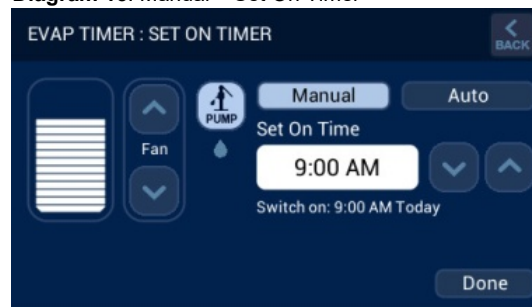 Diagram Manual Set On Timer
EVAP TIMER : SET ON TIMER
BACK
Fan
PUMP
Manual
Auto
Set On Time
9:00 AM
Switch on: 9:00 AM Today
Done